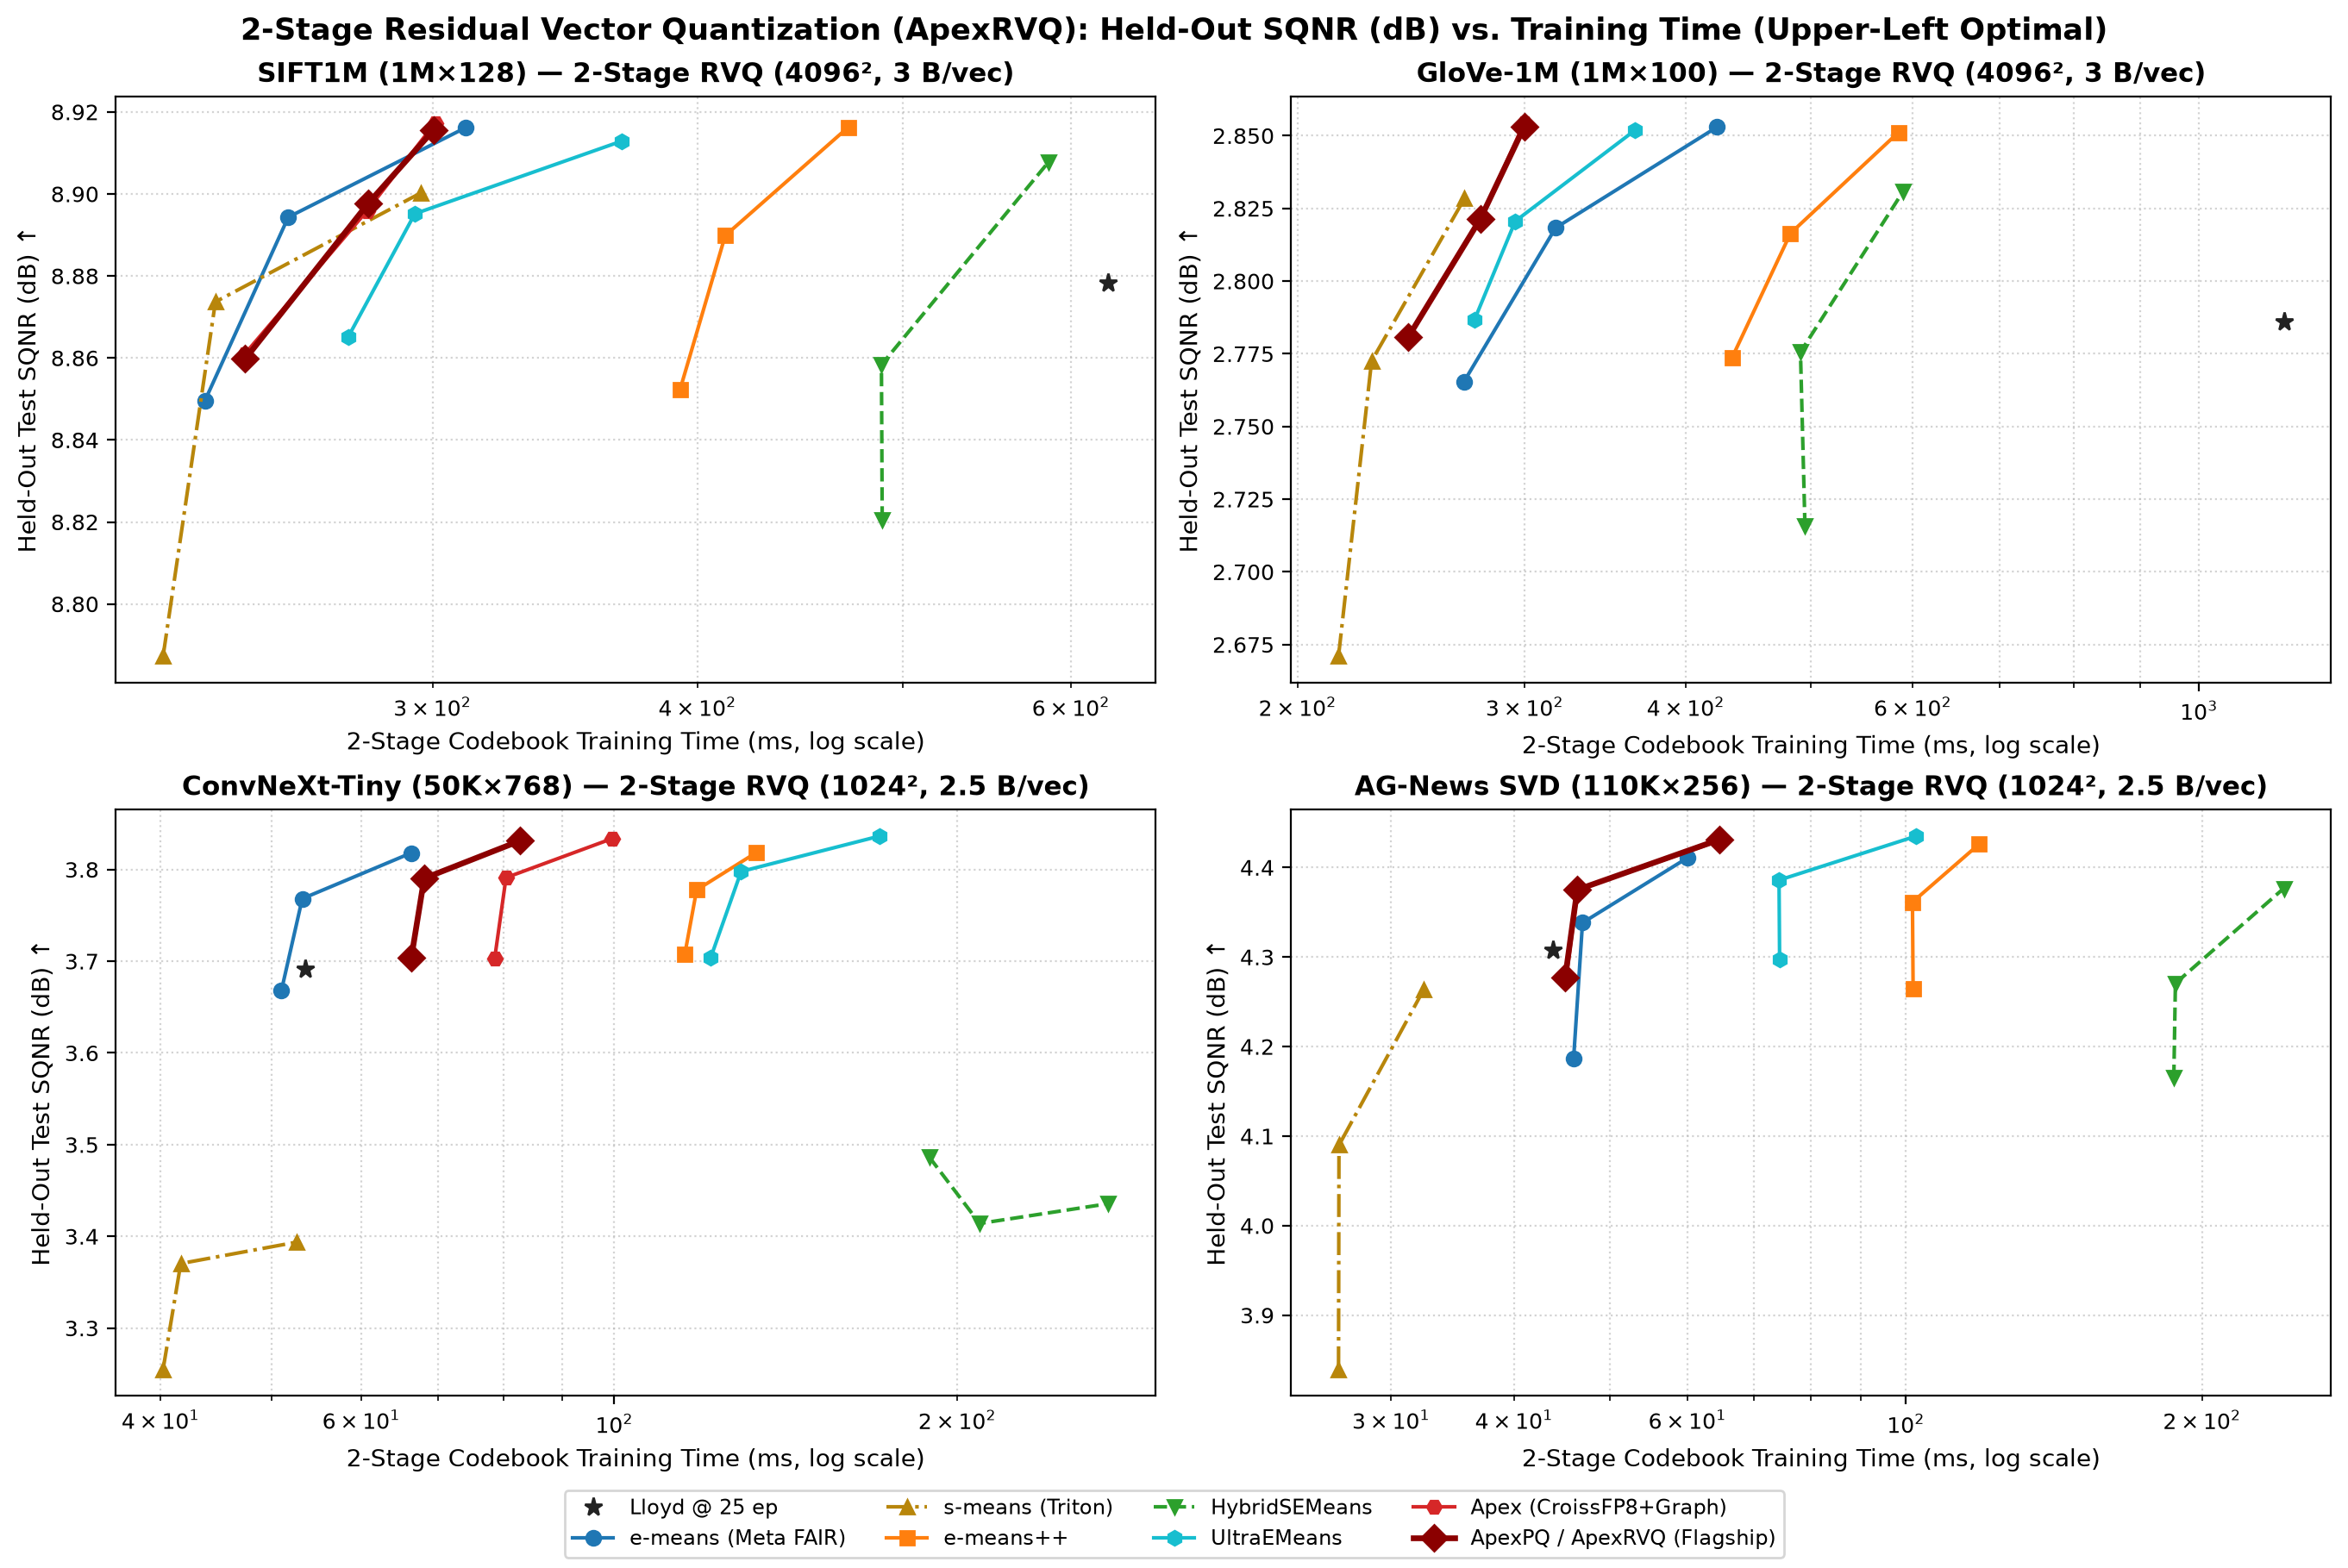 2-Stage Residual Vector Quantization (ApexRVQ): Held-Out SQNR (dB) vs. Training Time (Upper-Left Optimal)
SIFT1M (1M×128) — 2-Stage RVQ (4096², 3 B/vec)
8.92
8.90
8.88
8.86
8.84
8.82
8.80
Held-Out Test SQNR (dB) ↑
3 × 10²
4 × 10²
6 × 10²
2-Stage Codebook Training Time (ms, log scale)
GloVe-1M (1M×100) — 2-Stage RVQ (4096², 3 B/vec)
2.850
2.825
2.800
2.775
2.750
2.725
2.700
2.675
Held-Out Test SQNR (dB) ↑
2 × 10²
3 × 10²
4 × 10²
6 × 10²
10³
2-Stage Codebook Training Time (ms, log scale)
ConvNeXt-Tiny (50K×768) — 2-Stage RVQ (1024², 2.5 B/vec)
3.8
3.7
3.6
3.5
3.4
3.3
Held-Out Test SQNR (dB) ↑
4 × 10¹
6 × 10¹
10²
2 × 10²
2-Stage Codebook Training Time (ms, log scale)
AG-News SVD (110K×256) — 2-Stage RVQ (1024², 2.5 B/vec)
4.4
4.3
4.2
4.1
4.0
3.9
Held-Out Test SQNR (dB) ↑
3 × 10¹
4 × 10¹
6 × 10¹
10²
2 × 10²
2-Stage Codebook Training Time (ms, log scale)
Lloyd @ 25 ep
e-means (Meta FAIR)
s-means (Triton)
e-means++
HybridSEMeans
UltraEMeans
Apex (CroissFP8+Graph)
ApexPQ / ApexRVQ (Flagship)